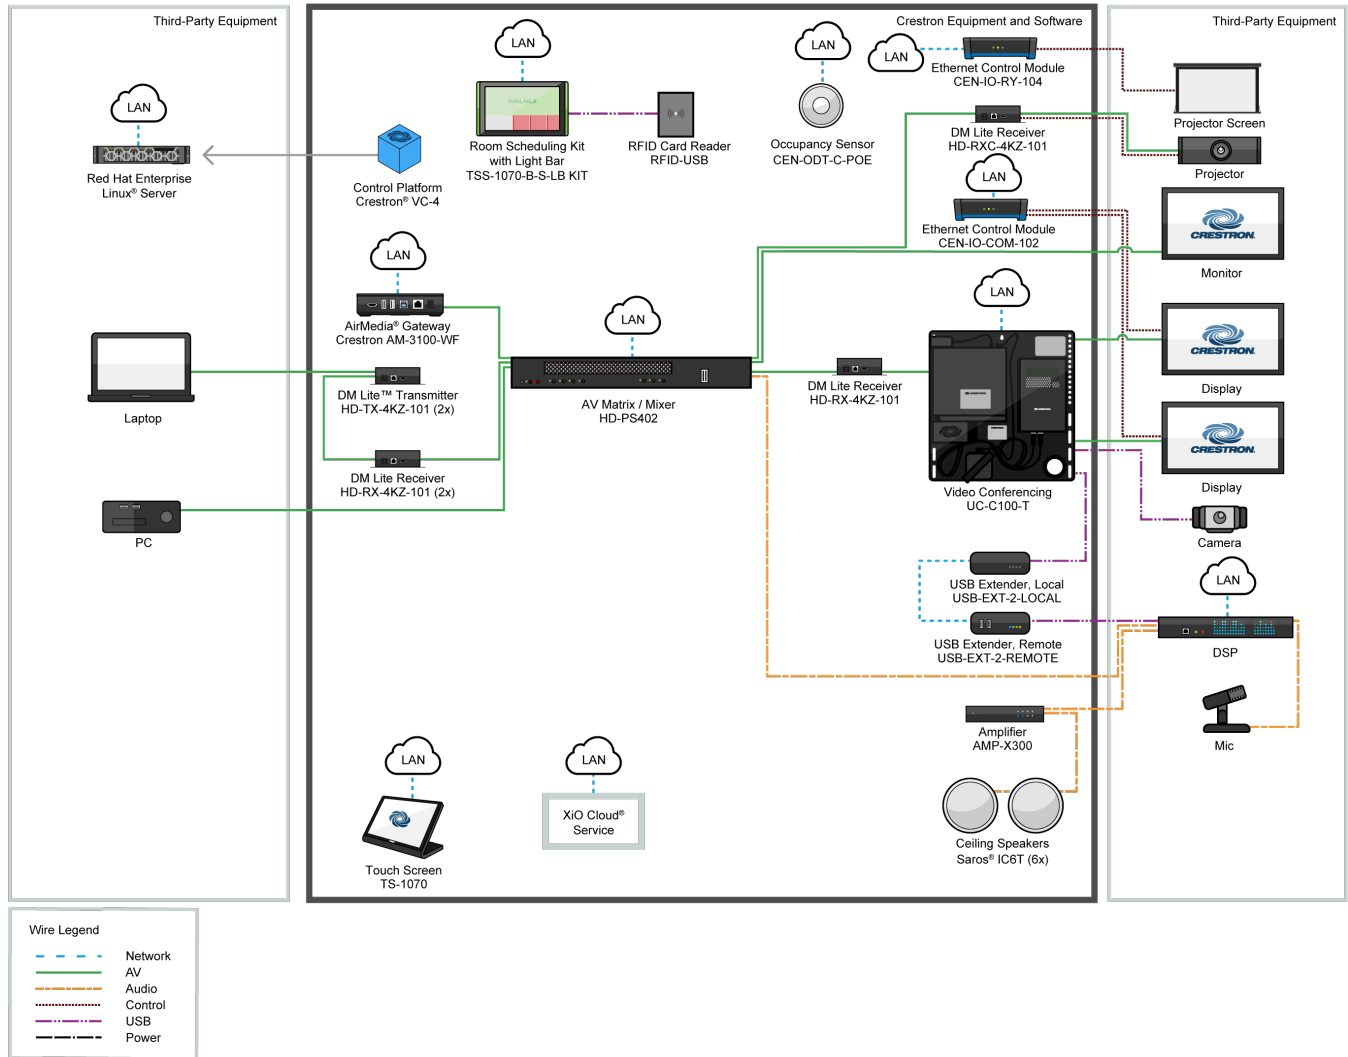 Third-Party Equipment
Crestron Equipment and Software
Third-Party Equipment
LAN
Red Hat Enterprise
Linux® Server
Control Platform
Crestron® VC-4
LAN
AVAILABLE
Room Scheduling Kit
with Light Bar
TSS-1070-B-S-LB KIT
RFID Card Reader
RFID-USB
LAN
Occupancy Sensor
CEN-ODT-C-POE
LAN
Ethernet Control Module
CEN-IO-RY-104
DM Lite Receiver
HD-RXC-4KZ-101
LAN
Ethernet Control Module
CEN-IO-COM-102
Projector Screen
Projector
CRESTRON
Monitor
LAN
AirMedia® Gateway
Crestron AM-3100-WF
Laptop
DM Lite™ Transmitter
HD-TX-4KZ-101 (2x)
DM Lite Receiver
HD-RX-4KZ-101 (2x)
PC
LAN
AV Matrix / Mixer
HD-PS402
DM Lite Receiver
HD-RX-4KZ-101
LAN
CRESTRON
Video Conferencing
UC-C100-T
CRESTRON
Display
CRESTRON
Display
Camera
USB Extender, Local
USB-EXT-2-LOCAL
USB Extender, Remote
USB-EXT-2-REMOTE
LAN
DSP
Mic
Amplifier
AMP-X300
Ceiling Speakers
Saros® IC6T (6x)
LAN
Touch Screen
TS-1070
LAN
XiO Cloud®
Service
Wire Legend
Network
AV
Audio
Control
USB
Power